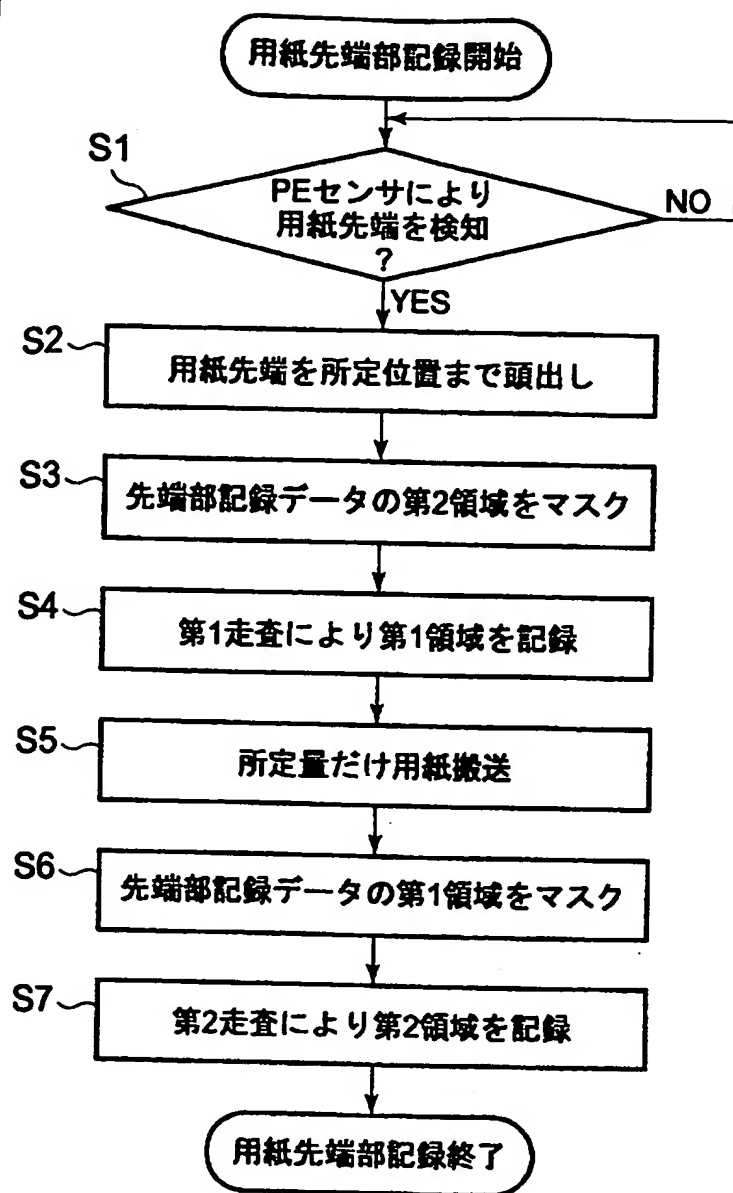 用紙先端部記録開始
S1
PEセンサにより
用紙先端を検知
?
NO
YES
S2
用紙先端を所定位置まで頭出し
S3
先端部記録データの第2領域をマスク
S4
第1走査により第1領域を記録
S5
所定量だけ用紙搬送
S6
先端部記録データの第1領域をマスク
S7
第2走査により第2領域を記録
用紙先端部記録終了